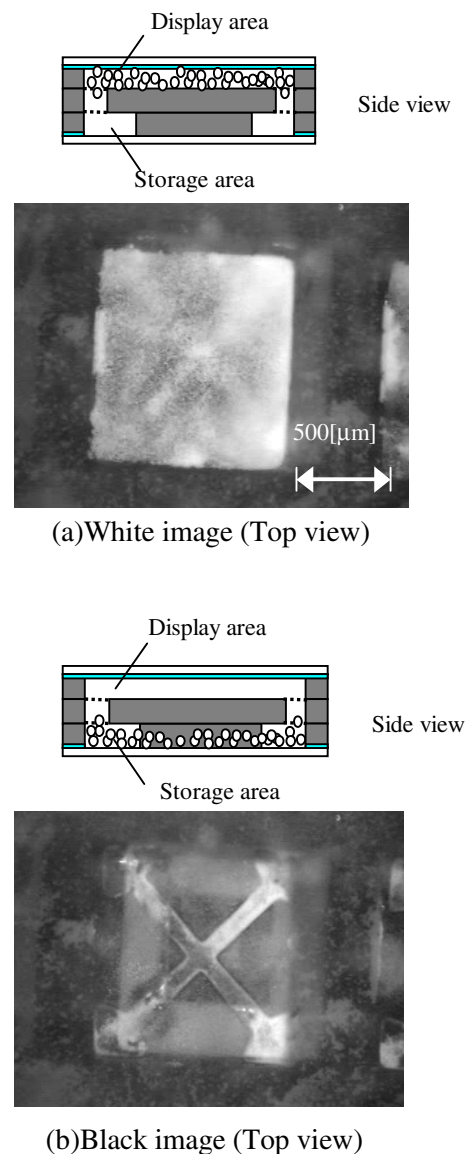 Display area
Side view
Storage area
500[μm]
(a)White image (Top view)
Display area
Side view
Storage area
(b)Black image (Top view)